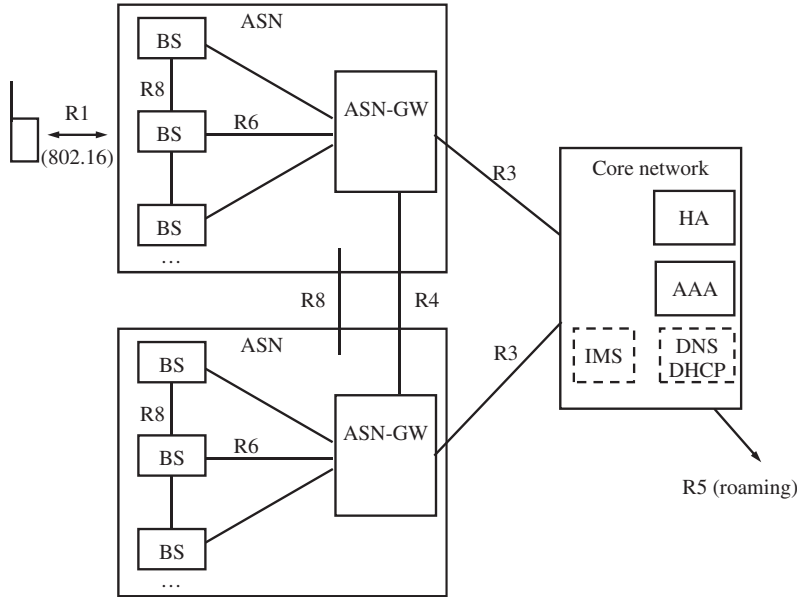 ASN
BS
R8
BS
R6
ASN-GW
R1
(802.16)
BS
...
R3
Core network
HA
AAA
IMS
DNS
DHCP
R8
R4
R3
ASN
BS
R8
BS
R6
ASN-GW
BS
...
R5 (roaming)